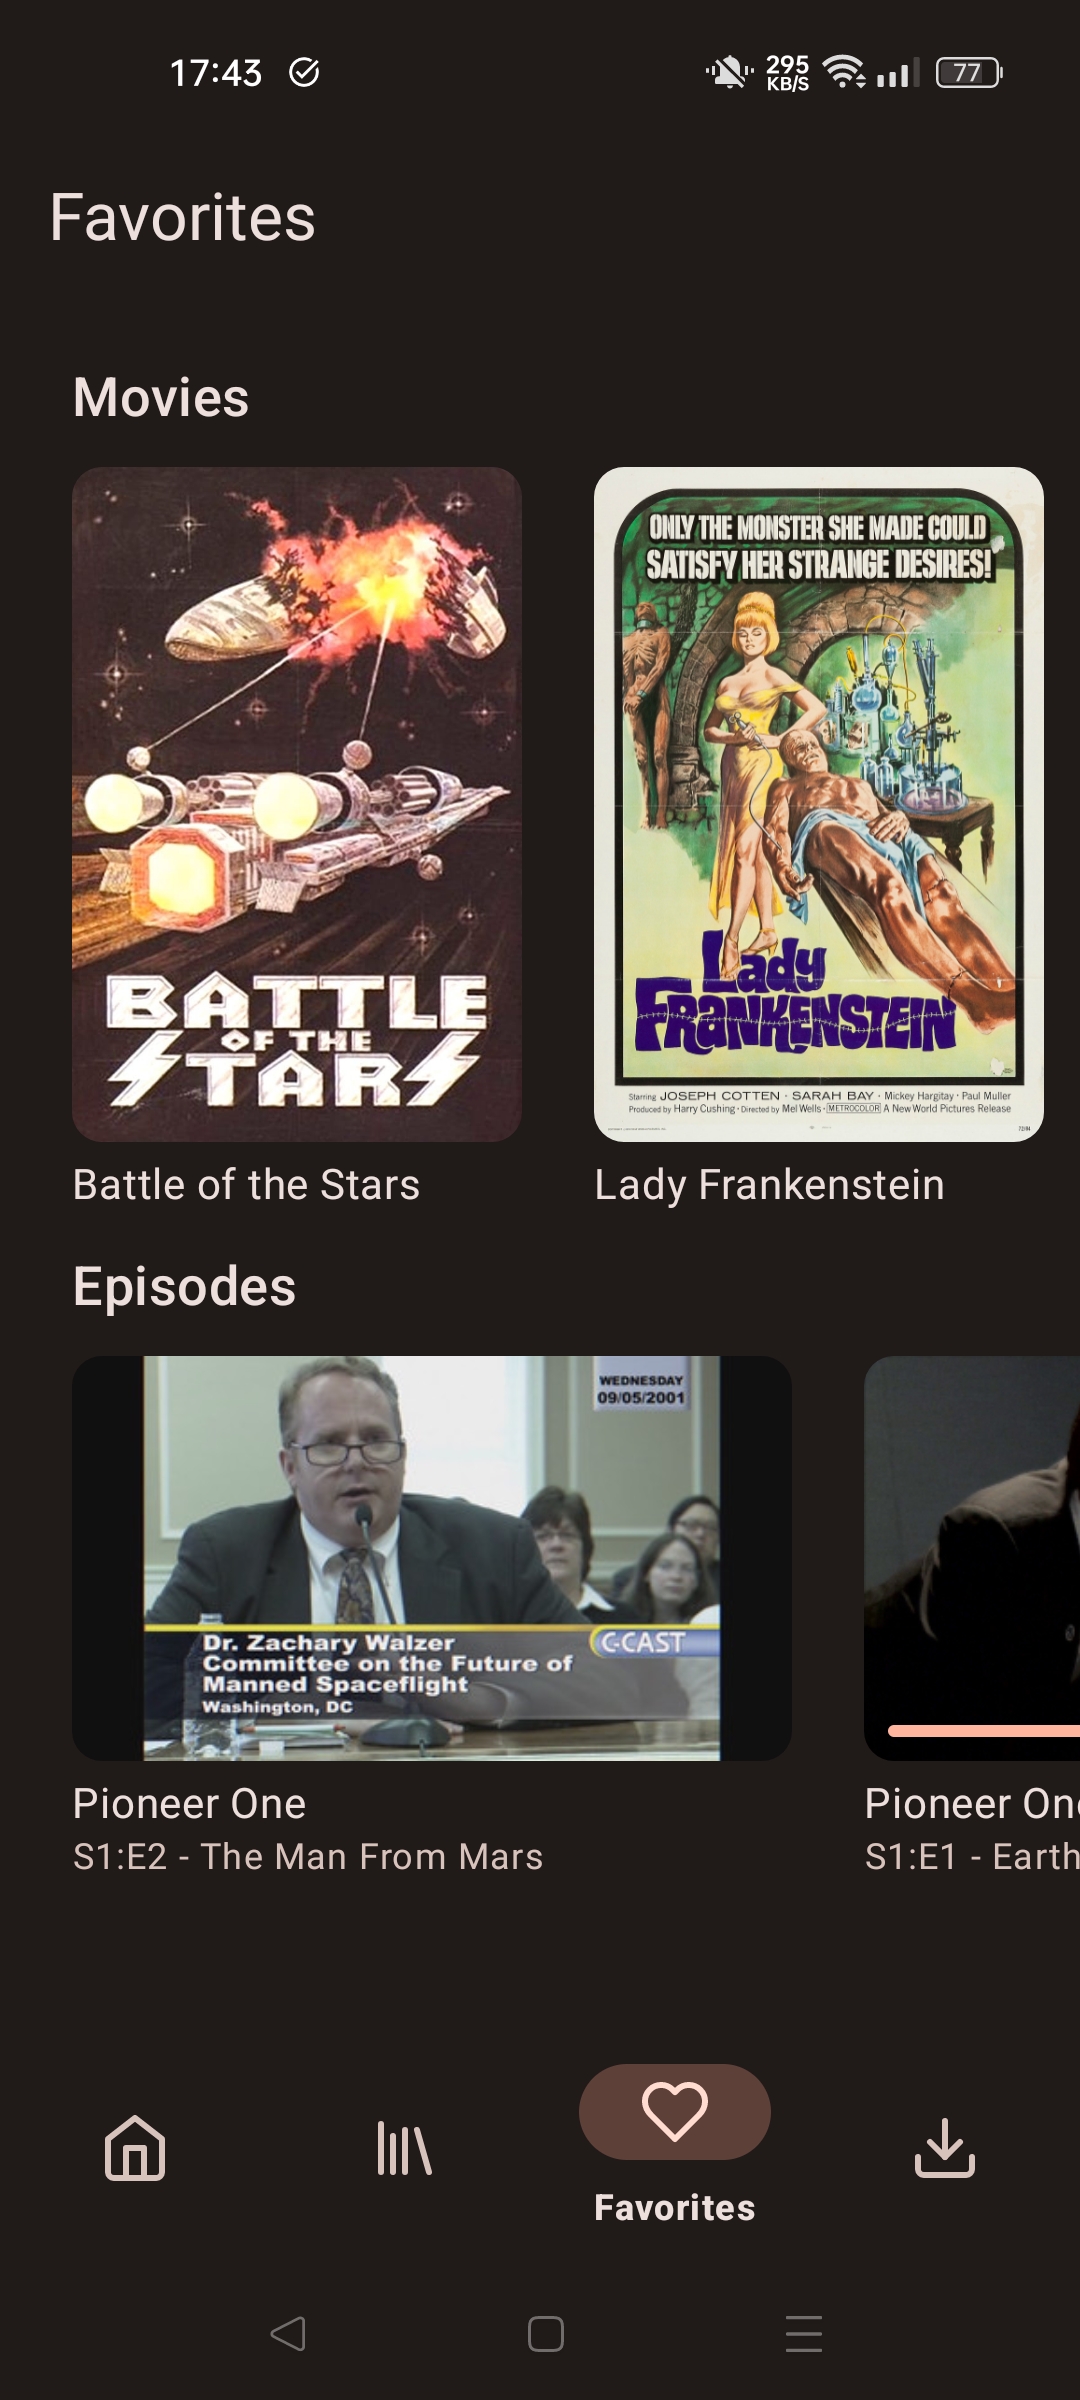 17:43
295
KB/S
77
Favorites
Movies
ONLY THE MONSTER SHE MADE COULD
SATISFY HER STRANGE DESIRES!
Lady
FRANKENSTEIN
Starring JOSEPH COTTEN · SARAH BAY · Mickey Hargitay · Paul Muller
Produced by Harry Cushing · Directed by Mel Wells · METROCOLOR A New World Pictures Release
BATTLE
OF THE
STARS
Battle of the Stars
Lady Frankenstein
Episodes
WEDNESDAY
09/05/2001
Dr. Zachary Walzer
Committee on the Future of
Manned Spaceflight
Washington, DC
C-CAST
Pioneer One
S1:E2 - The Man From Mars
Pioneer One
S1:E1 - Earth
Favorites